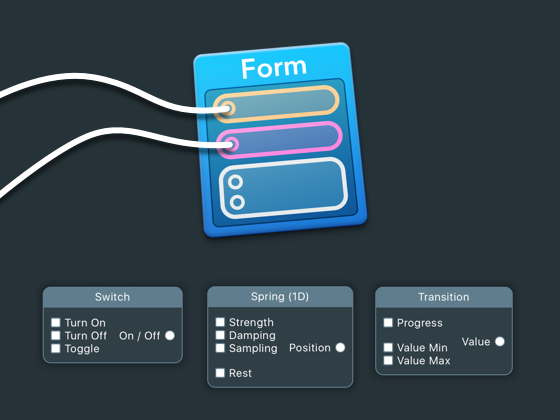 Form
Switch
Turn On
Turn Off On / Off
Toggle
Spring (1D)
Strength
Damping
Sampling Position
Rest
Transition
Progress
Value
Value Min
Value Max